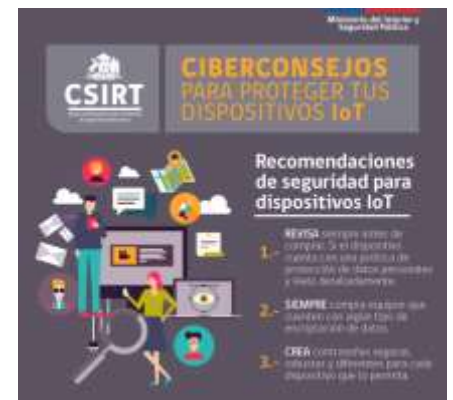 Ministerio del Interior y
Seguridad Pública
CSIRT
CIBERCONSEJOS
PARA PROTEGER TUS
DISPOSITIVOS IoT
Recomendaciones
de seguridad para
dispositivos IoT
1.- REVISA siempre antes de
comprar. Si el dispositivo
cuenta con una política de
protección de datos personales
y
detalladamente.
2.- SIEMPRE compra equipos que
cuenten con algún tipo de
encriptación de datos.
3.- CREA contraseñas seguras,
robustas y diferentes para cada
dispositivo que lo permita.